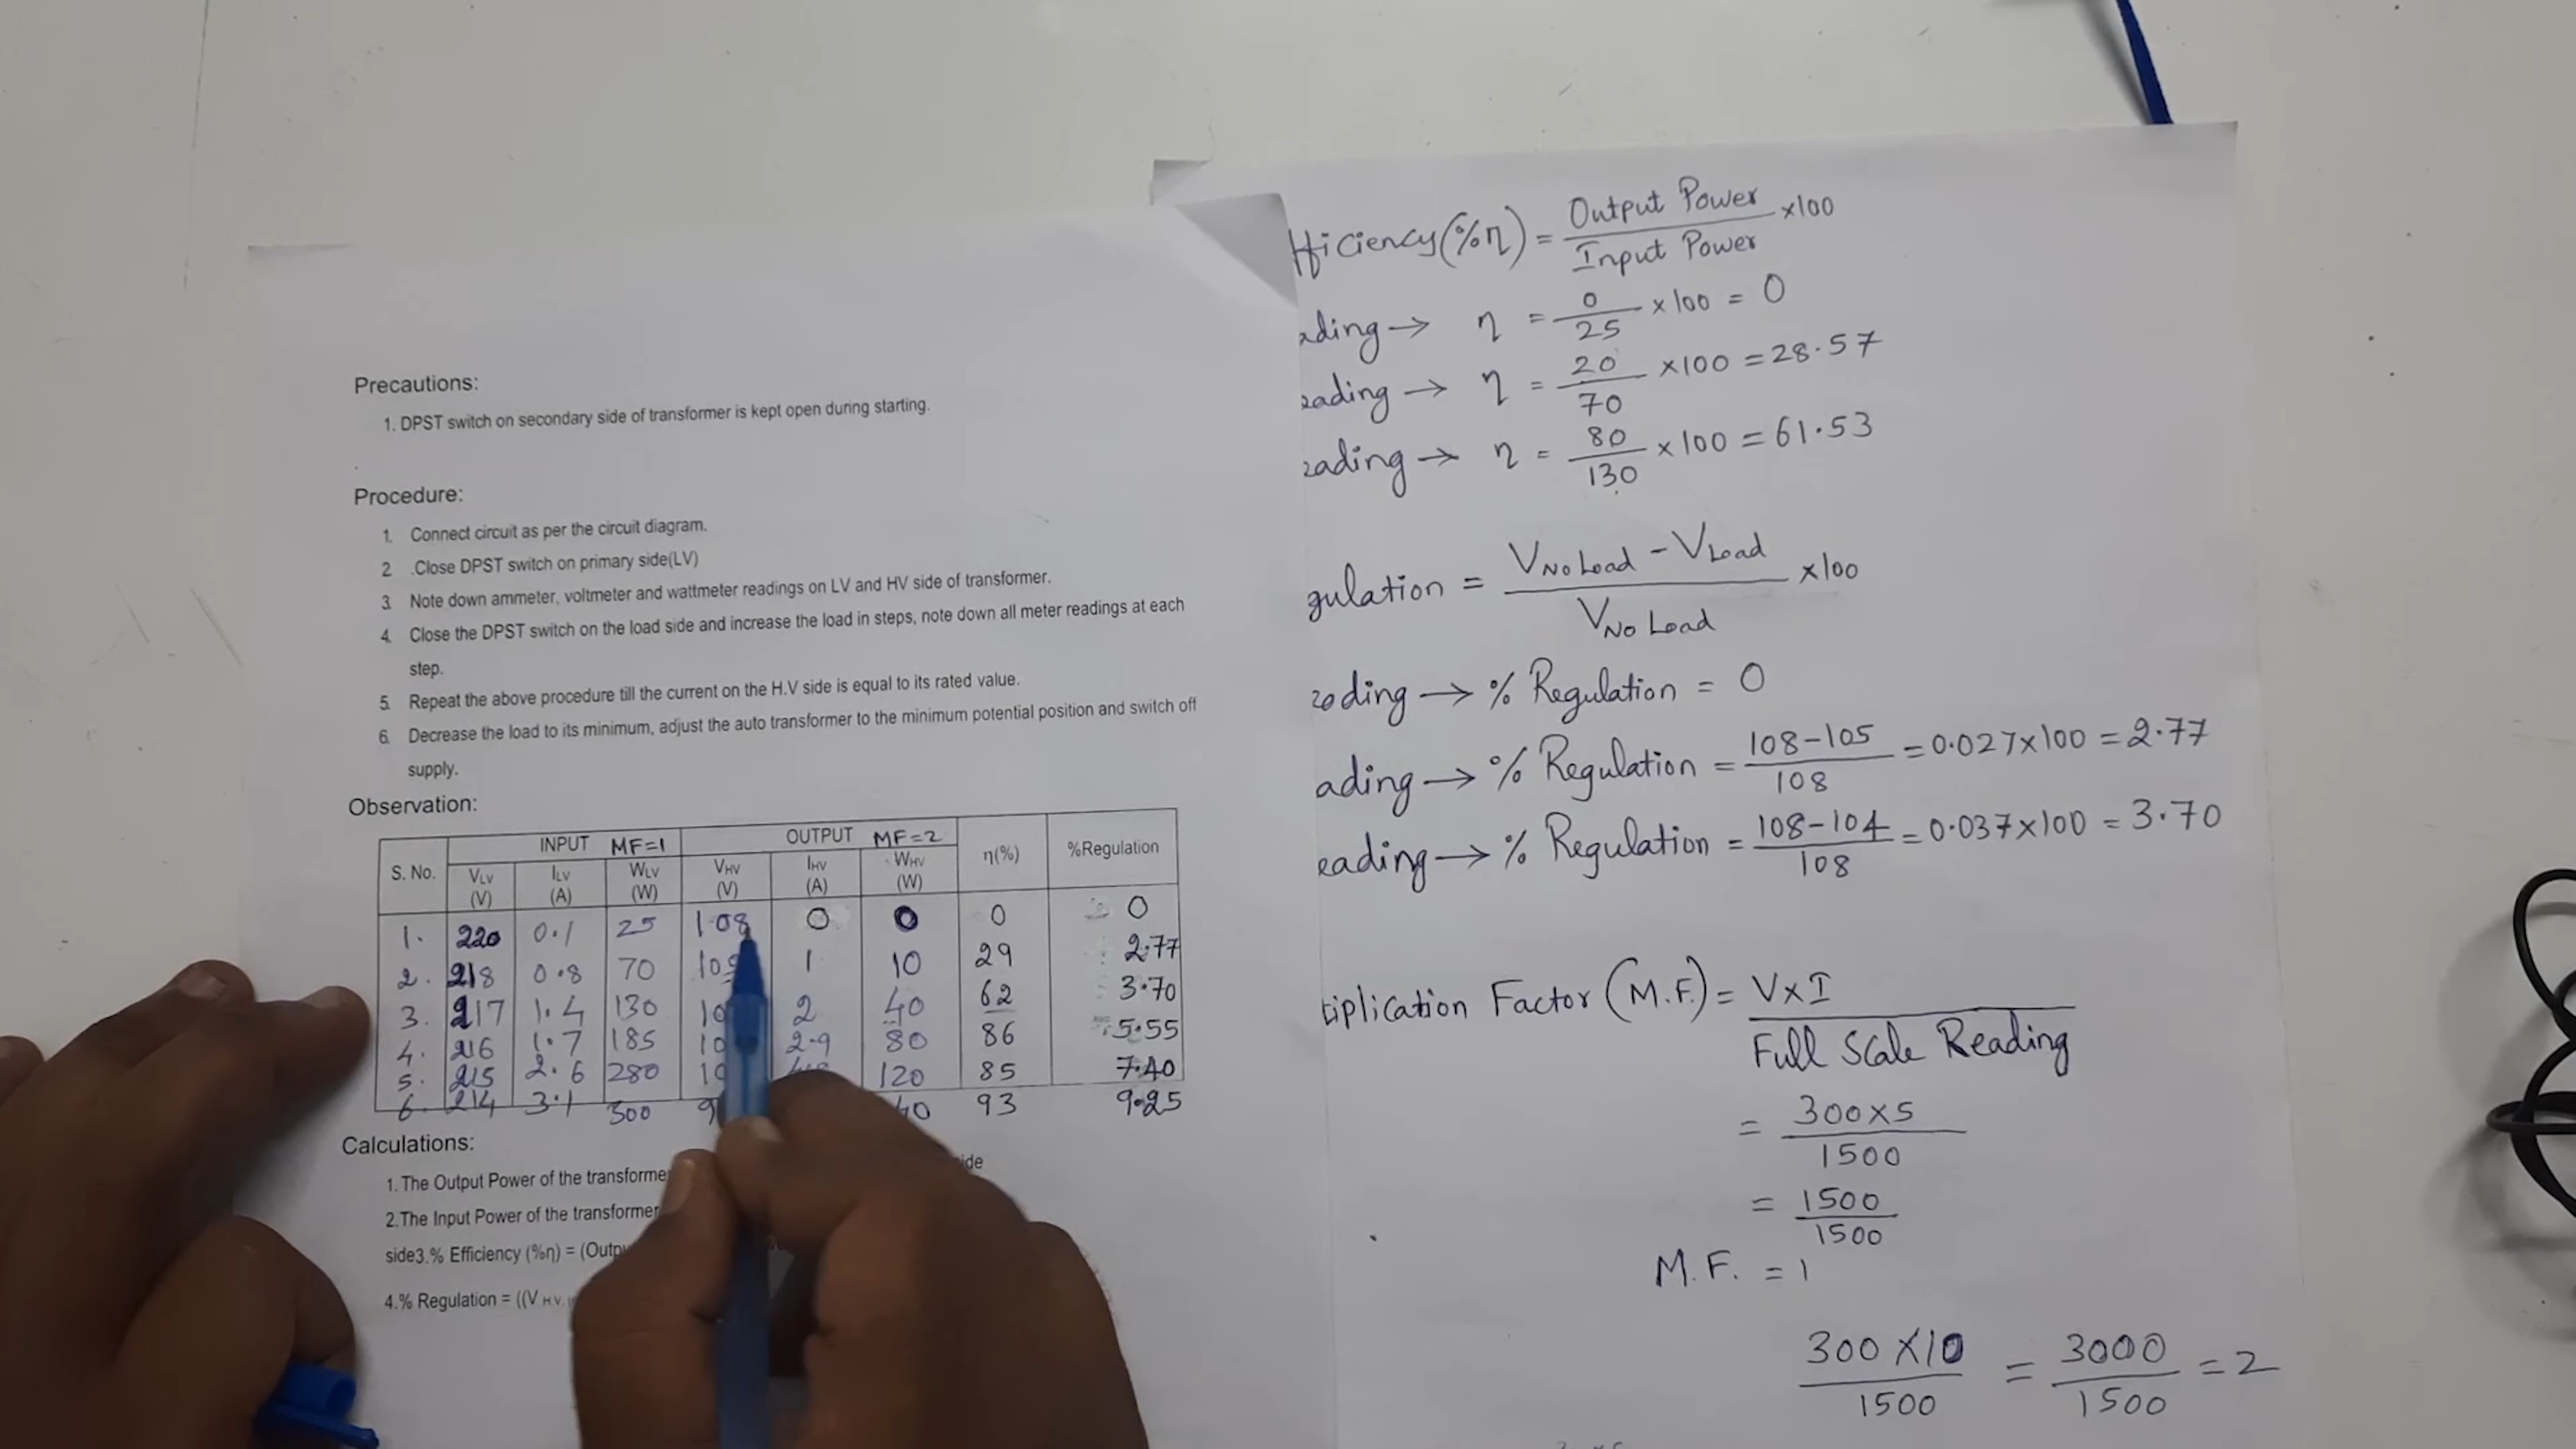 Precautions:
1. DPST switch on secondary side of transformer is kept open during starting.
Procedure:
1. Connect circuit as per the circuit diagram.
2 .Close DPST switch on primary side(LV)
3. Note down ammeter, voltmeter and wattmeter readings on LV and HV side of transformer.
4. Close the DPST switch on the load side and increase the load in steps, note down all meter readings at each
step.
5. Repeat the above procedure till the current on the H.V side is equal to its rated value.
6. Decrease the load to its minimum, adjust the auto transformer to the minimum potential position and switch off
supply.
Observation:
S. No. INPUT MF=1 OUTPUT MF=2 η(%) %Regulation
VLV (V) ILV (A) WLV (W) VHV (V) IHV (A) WHV (W)
1. 220 0.1 25 108 0 0 0 0
2. 218 0.8 70 1 10 29 2.77
3. 217 1.4 130 2 40 62 3.70
4. 216 1.7 185 2.9 80 86 5.55
5. 215 2.6 280 120 85 7.40
6. 214 3.1 300 93 9.25
Calculations:
1. The Output Power of the
2.The Input Power of the transformer
side3.% Efficiency (%η) =
4.% Regulation = ((V H.V.
fficiency(%η) = Output Power / Input Power ×100
ading → η = 0/25 × 100 = 0
eading → η = 20/70 ×100 = 28.57
eading → η = 80/130 × 100 = 61.53
gulation = VNo Load - VLoad / VNo Load ×100
eading → % Regulation = 0
ading → % Regulation = 108-105/108 = 0.027×100 = 2.77
eading → % Regulation = 108-104/108 = 0.037×100 = 3.70
tiplication Factor (M.F.) = V×I / Full Scale Reading
= 300×5/1500
= 1500/1500
M.F. = 1
300×10/1500 = 3000/1500 = 2